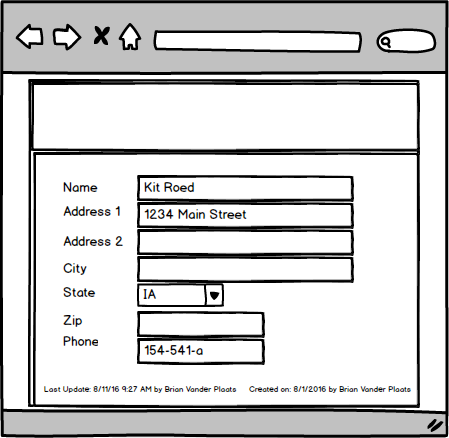 Name Kit Roed
Address 1 1234 Main Street
Address 2
City
State IA
Zip
Phone 154-541-a
Last Update: 8/11/16 9:27 AM by Brian Vander Plaats Created on: 8/1/2016 by Brian Vander Plaats